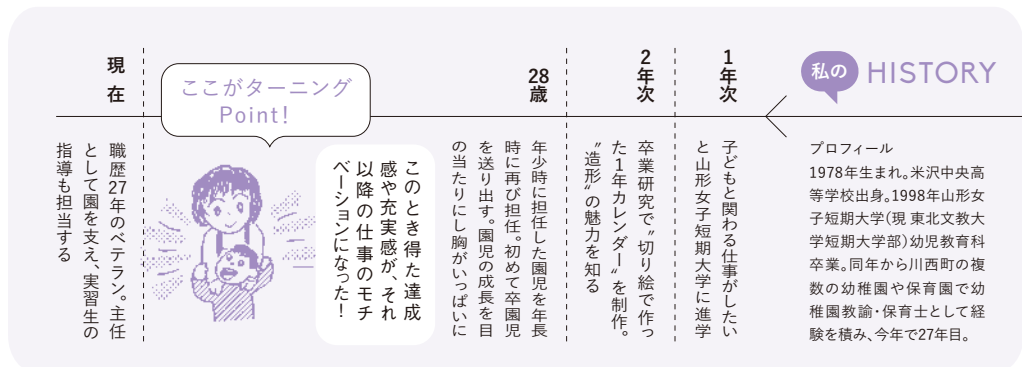 私の HISTORY
プロフィール
1978年生まれ。米沢中央高
等学校出身。1998年山形女
子短期大学(現 東北文教大
学短期大学部)幼児教育科
卒業。同年から川西町の複
数の幼稚園や保育園で幼
稚園教諭・保育士として経
験を積み、今年で27年目。
1年次
子どもと関わる仕事がしたい
と山形女子短期大学に進学
2年次
卒業研究で“切り絵で作っ
た1年カレンダー”を制作。
“造形”の魅力を知る
28歳
年少時に担任した園児を年長
時に再び担任。初めて卒園児
を送り出す。園児の成長を目
の当たりにし胸がいっぱいに
ここがターニング
Point!
このとき得た達成
感や充実感が、それ
以降の仕事のモチ
ベーションになった!
現在
職歴27年のベテラン。主任
として園を支え、実習生の
指導も担当する